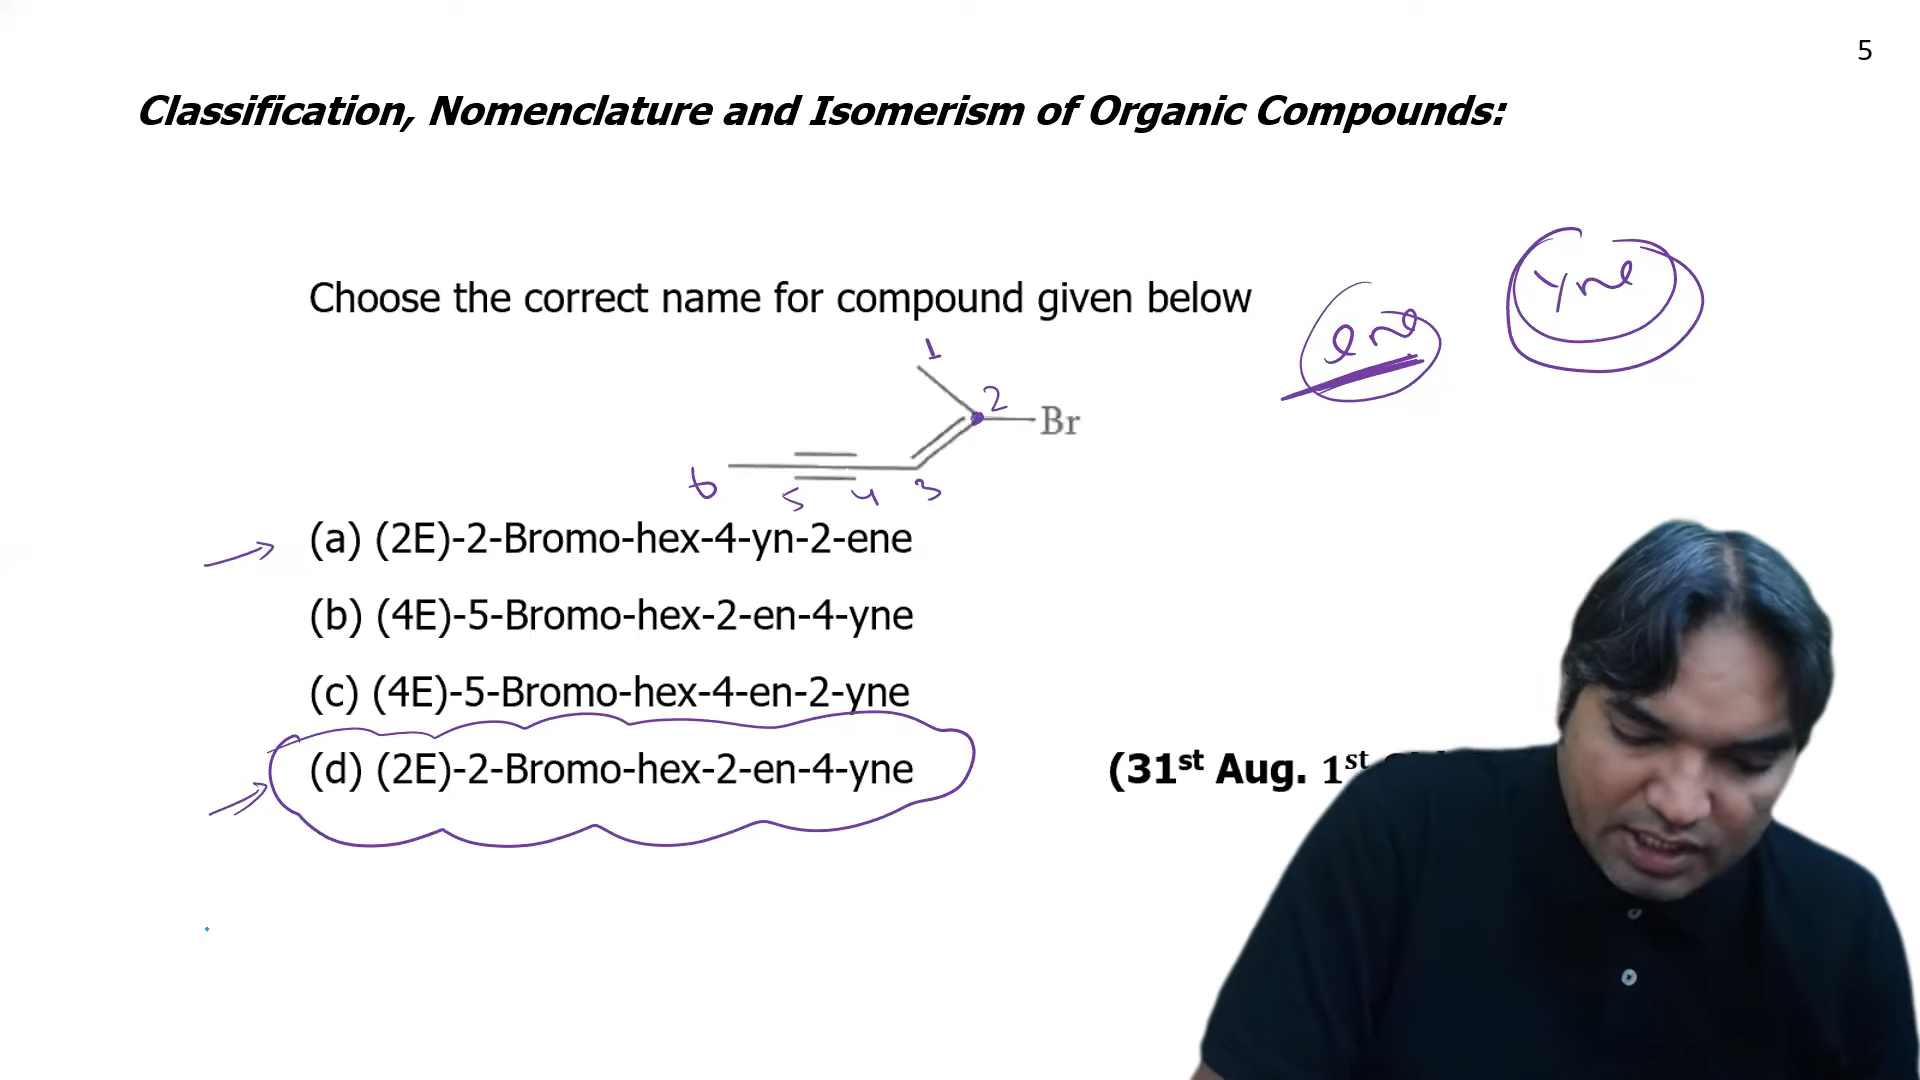 5
Classification, Nomenclature and Isomerism of Organic Compounds:
Choose the correct name for compound given below
ene
yne
1
2
Br
6 5 4 3
(a) (2E)-2-Bromo-hex-4-yn-2-ene
(b) (4E)-5-Bromo-hex-2-en-4-yne
(c) (4E)-5-Bromo-hex-4-en-2-yne
(d) (2E)-2-Bromo-hex-2-en-4-yne
(31st Aug. 1st